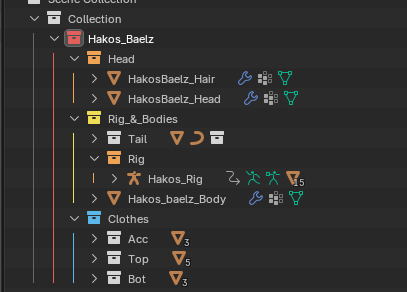 Scene Collection
Collection
Hakos_Baelz
Head
HakosBaelz_Hair
HakosBaelz_Head
Rig_&_Bodies
Tail
Rig
Hakos_Rig 15
Hakos_baelz_Body
Clothes
Acc 3
Top 5
Bot 3